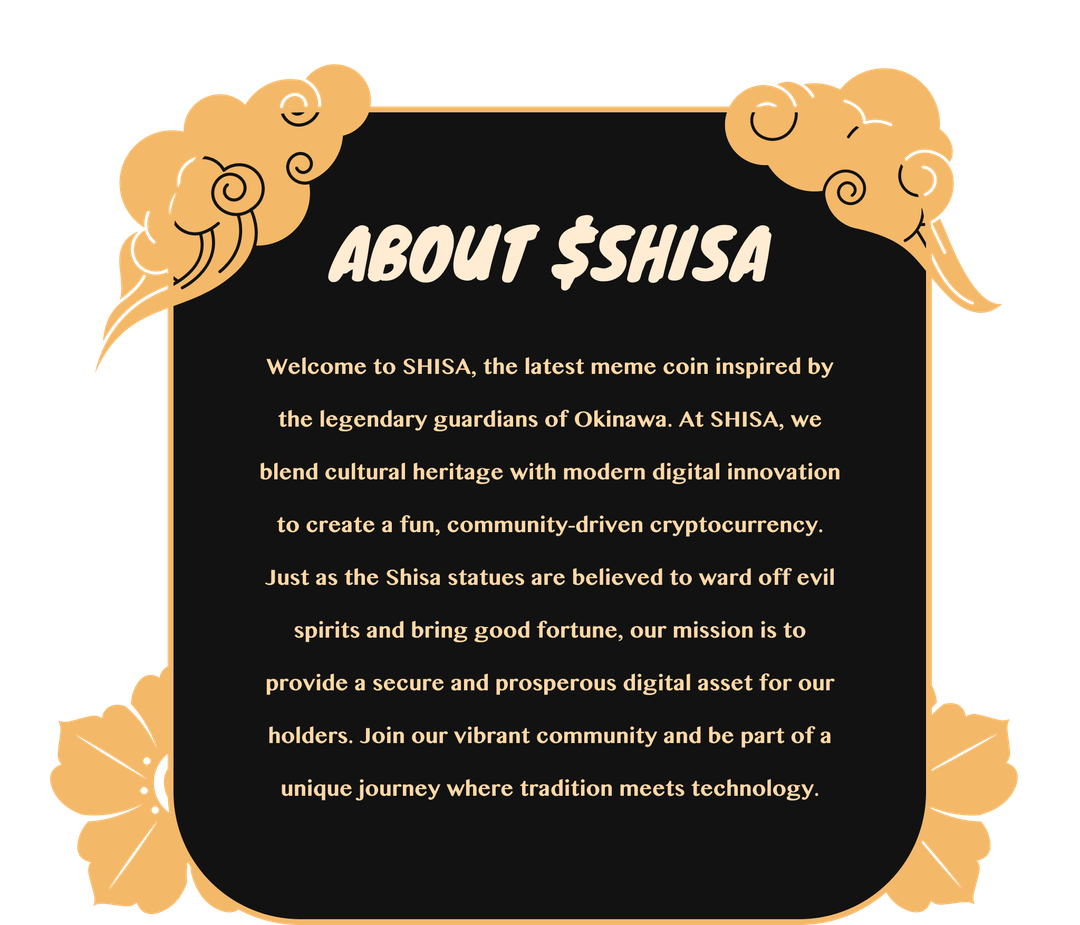 ABOUT $SHISA
Welcome to SHISA, the latest meme coin inspired by
the legendary guardians of Okinawa. At SHISA, we
blend cultural heritage with modern digital innovation
to create a fun, community-driven cryptocurrency.
Just as the Shisa statues are believed to ward off evil
spirits and bring good fortune, our mission is to
provide a secure and prosperous digital asset for our
holders. Join our vibrant community and be part of a
unique journey where tradition meets technology.